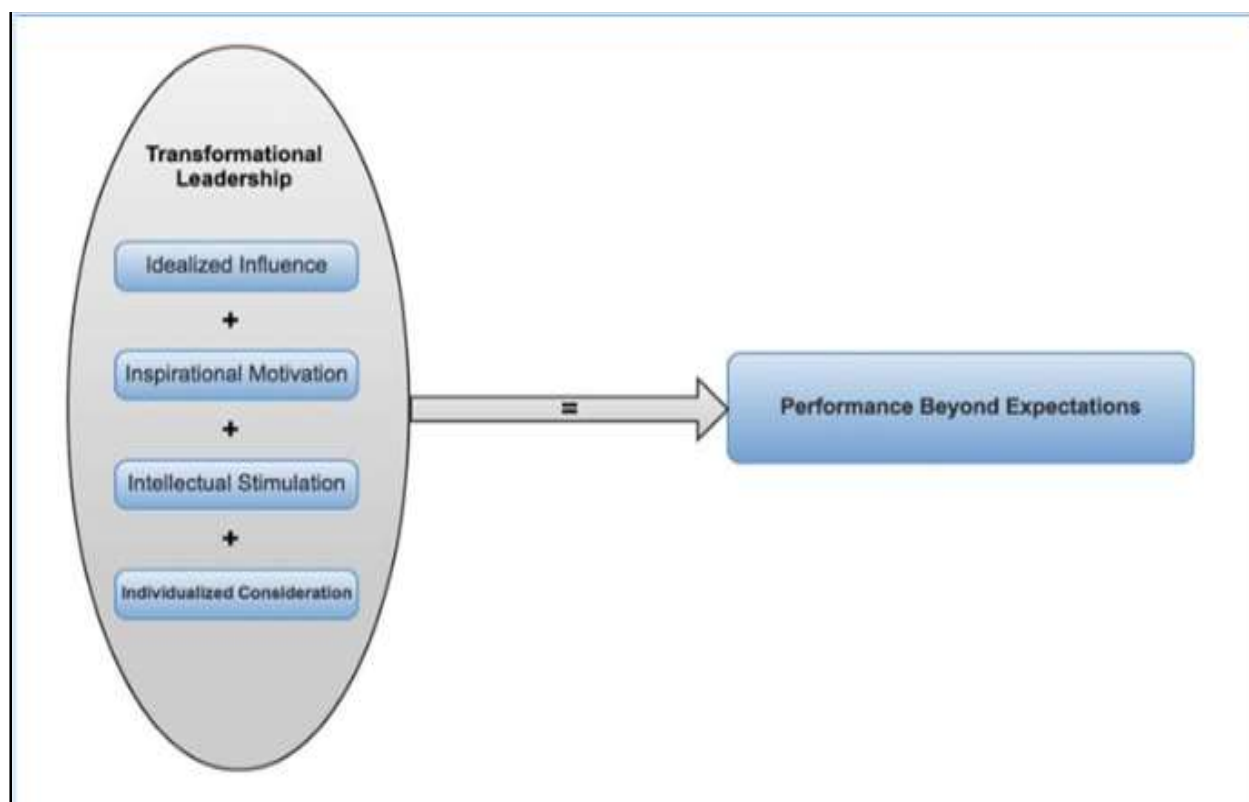 Transformational
Leadership
Idealized Influence
+
Inspirational Motivation
+
Intellectual Stimulation
+
Individualized Consideration
=
Performance Beyond Expectations